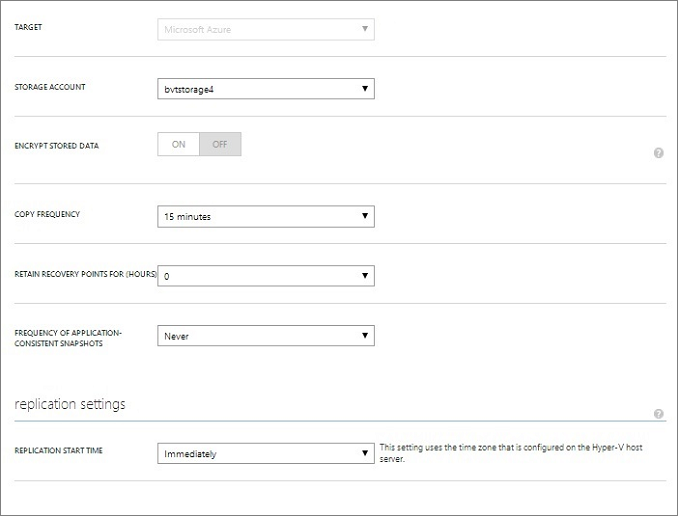 TARGET
Microsoft Azure
STORAGE ACCOUNT
bvtstorage4
ENCRYPT STORED DATA
ON OFF
?
COPY FREQUENCY
15 minutes
RETAIN RECOVERY POINTS FOR (HOURS)
0
FREQUENCY OF APPLICATION-
CONSISTENT SNAPSHOTS
Never
replication settings
?
REPLICATION START TIME
Immediately
This setting uses the time zone that is configured on the Hyper-V host
server.